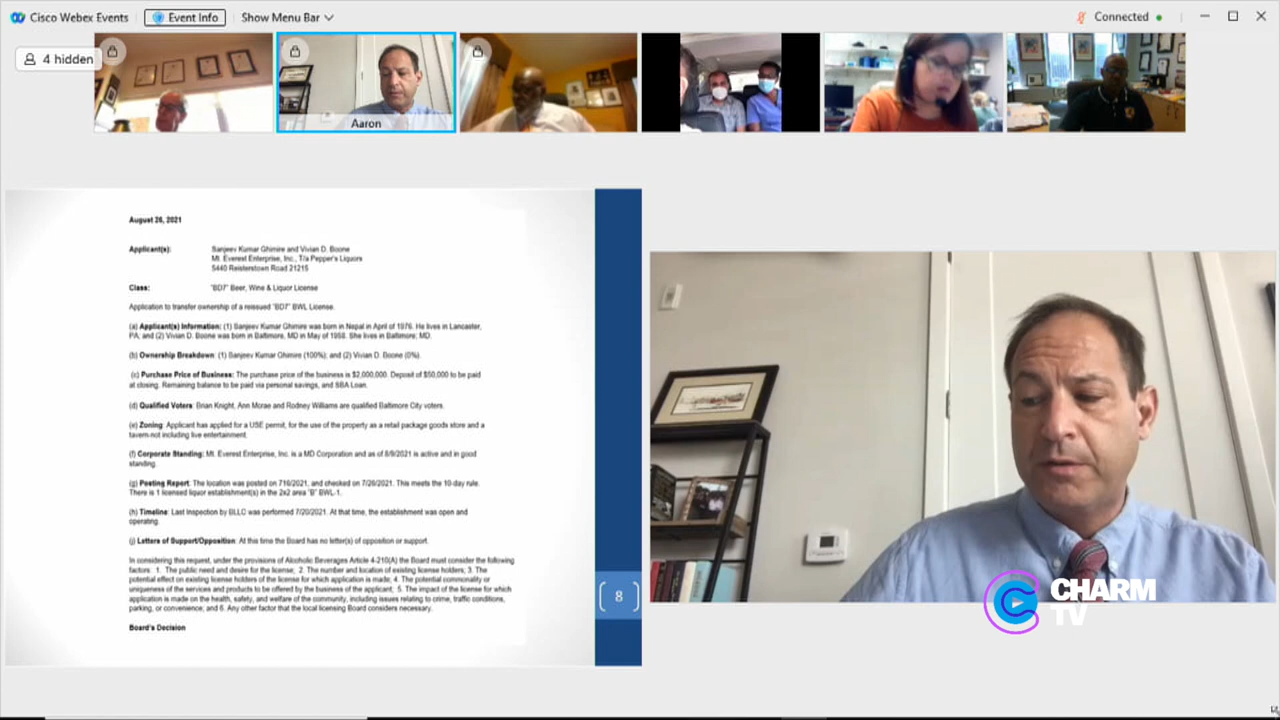 Cisco Webex Events
Event Info
Show Menu Bar
Connected
4 hidden
Aaron
August 26, 2021
Applicant(s): Sanjeev Kumar Ghimire and Vivian D. Boone
Mt. Everest Enterprise, Inc., T/a Pepper's Liquors
5440 Reisterstown Road 21215
Class: "BD7" Beer, Wine & Liquor License
Application to transfer ownership of a reissued "BD7" BWL License.
(a) Applicant(s) Information: (1) Sanjeev Kumar Ghimire was born in Nepal in April of 1976. He lives in Lancaster,
PA; and (2) Vivian D. Boone was born in Baltimore, MD in May of 1958. She lives in Baltimore; MD.
(b) Ownership Breakdown: (1) Sanjeev Kumar Ghimire (100%); and (2) Vivian D. Boone (0%).
(c) Purchase Price of Business: The purchase price of the business is $2,000,000. Deposit of $50,000 to be paid
at closing. Remaining balance to be paid via personal savings, and SBA Loan.
(d) Qualified Voters: Brian Knight, Ann Mcrae and Rodney Williams are qualified Baltimore City voters.
(e) Zoning: Applicant has applied for a USE permit, for the use of the property as a retail package goods store and a
tavern-not including live entertainment.
(f) Corporate Standing: Mt. Everest Enterprise, Inc. is a MD Corporation and as of 8/9/2021 is active and in good
standing.
(g) Posting Report: The location was posted on 7/16/2021, and checked on 7/26/2021. This meets the 10-day rule.
There is 1 licensed liquor establishment(s) in the 2x2 area "B" BWL-1.
(h) Timeline: Last Inspection by BLLC was performed 7/20/2021. At that time, the establishment was open and
operating.
(j) Letters of Support/Opposition: At this time the Board has no letter(s) of opposition or support.
In considering this request, under the provisions of Alcoholic Beverages Article 4-210(A) the Board must consider the following
factors: 1. The public need and desire for the license; 2. The number and location of existing license holders; 3. The
potential effect on existing license holders of the license for which application is made; 4. The potential commonality or
uniqueness of the services and products to be offered by the business of the applicant; 5. The impact of the license for which
application is made on the health, safety, and welfare of the community, including issues relating to crime, traffic conditions,
parking, or convenience; and 6. Any other factor that the local licensing Board considers necessary.
Board's Decision
8
CHARM
TV